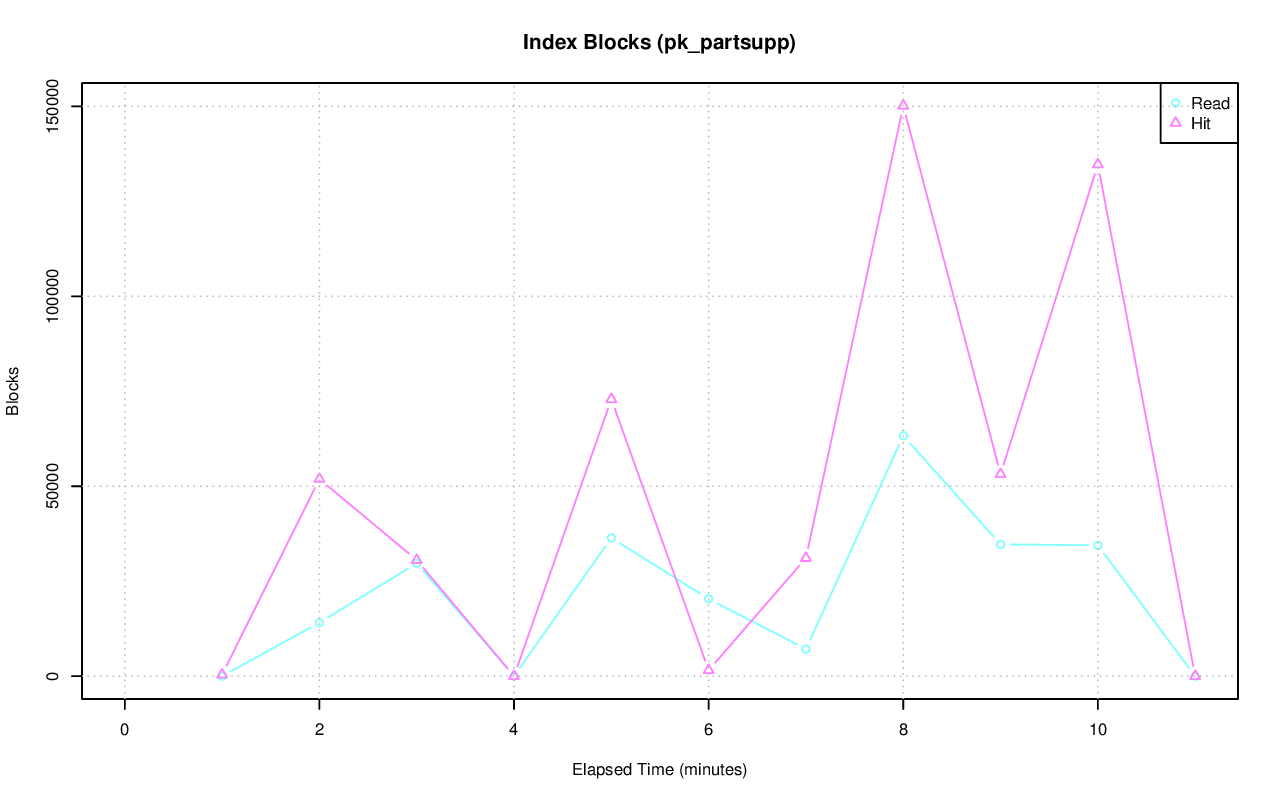 Index Blocks (pk_partsupp)
150000
100000
50000
0
Blocks
Read
Hit
0 2 4 6 8 10
Elapsed Time (minutes)